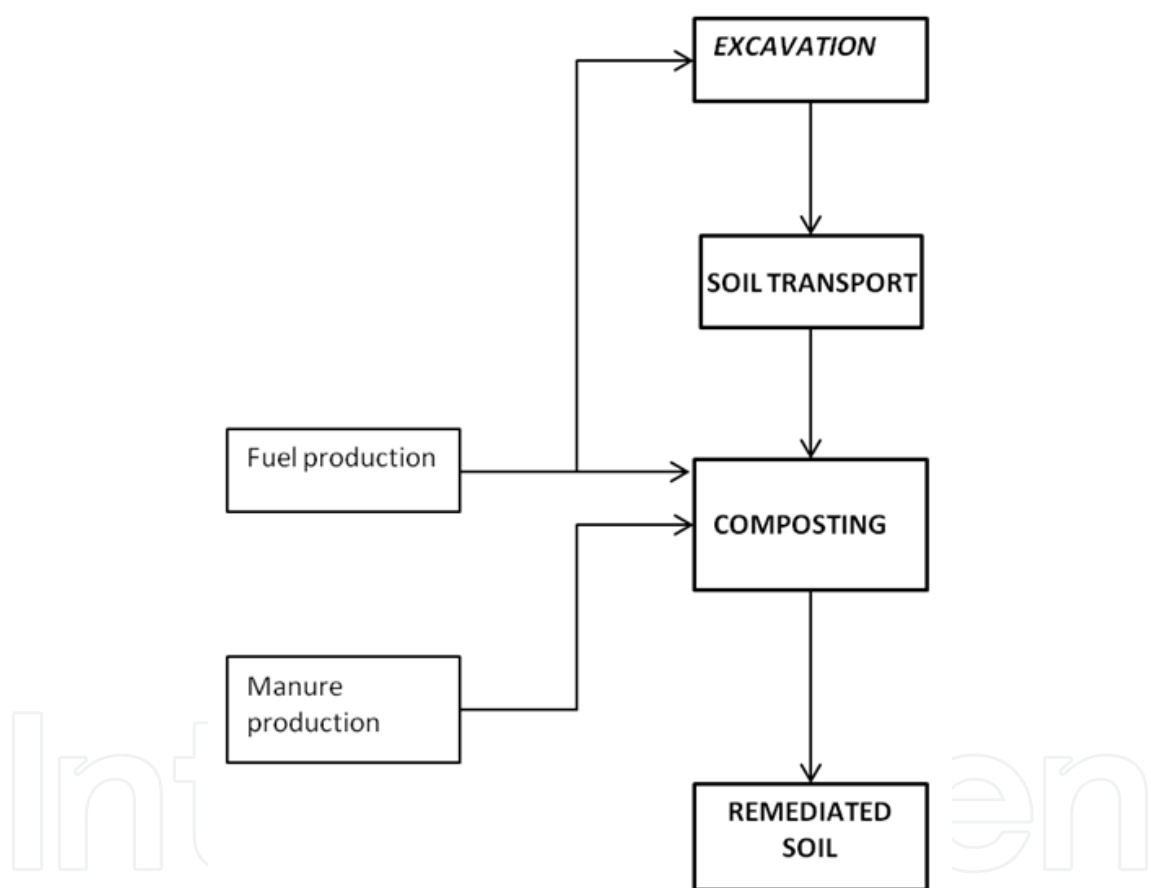 EXCAVATION
SOIL TRANSPORT
Fuel production
COMPOSTING
Manure
production
REMEDIATED
SOIL